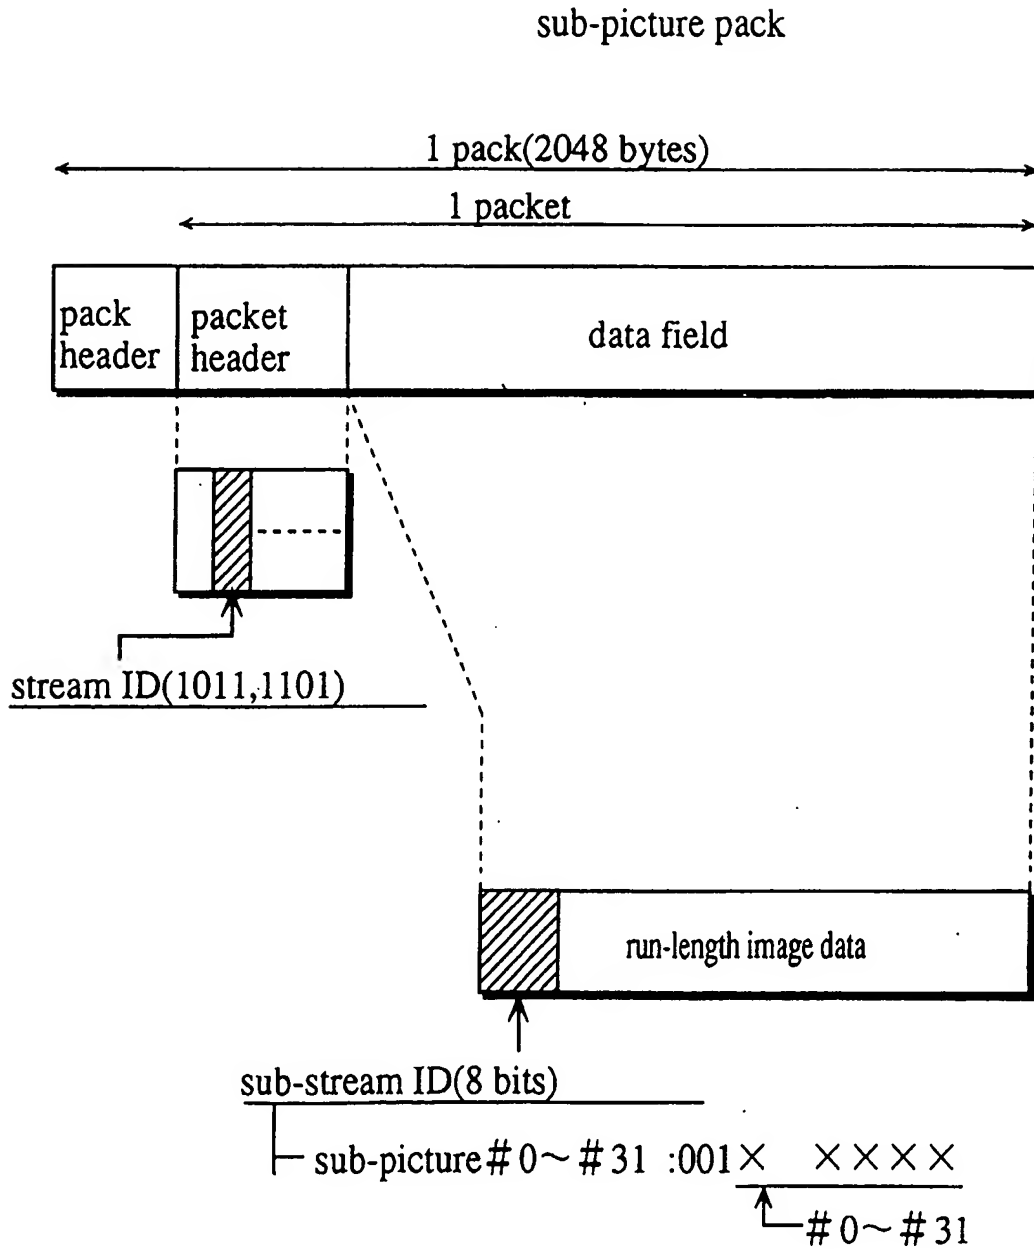 sub-picture pack
1 pack(2048 bytes)
1 packet
pack
header
packet
header
data field
stream ID(1011,1101)
run-length image data
sub-stream ID(8 bits)
sub-picture#0~#31 :001× ××××
#0~#31